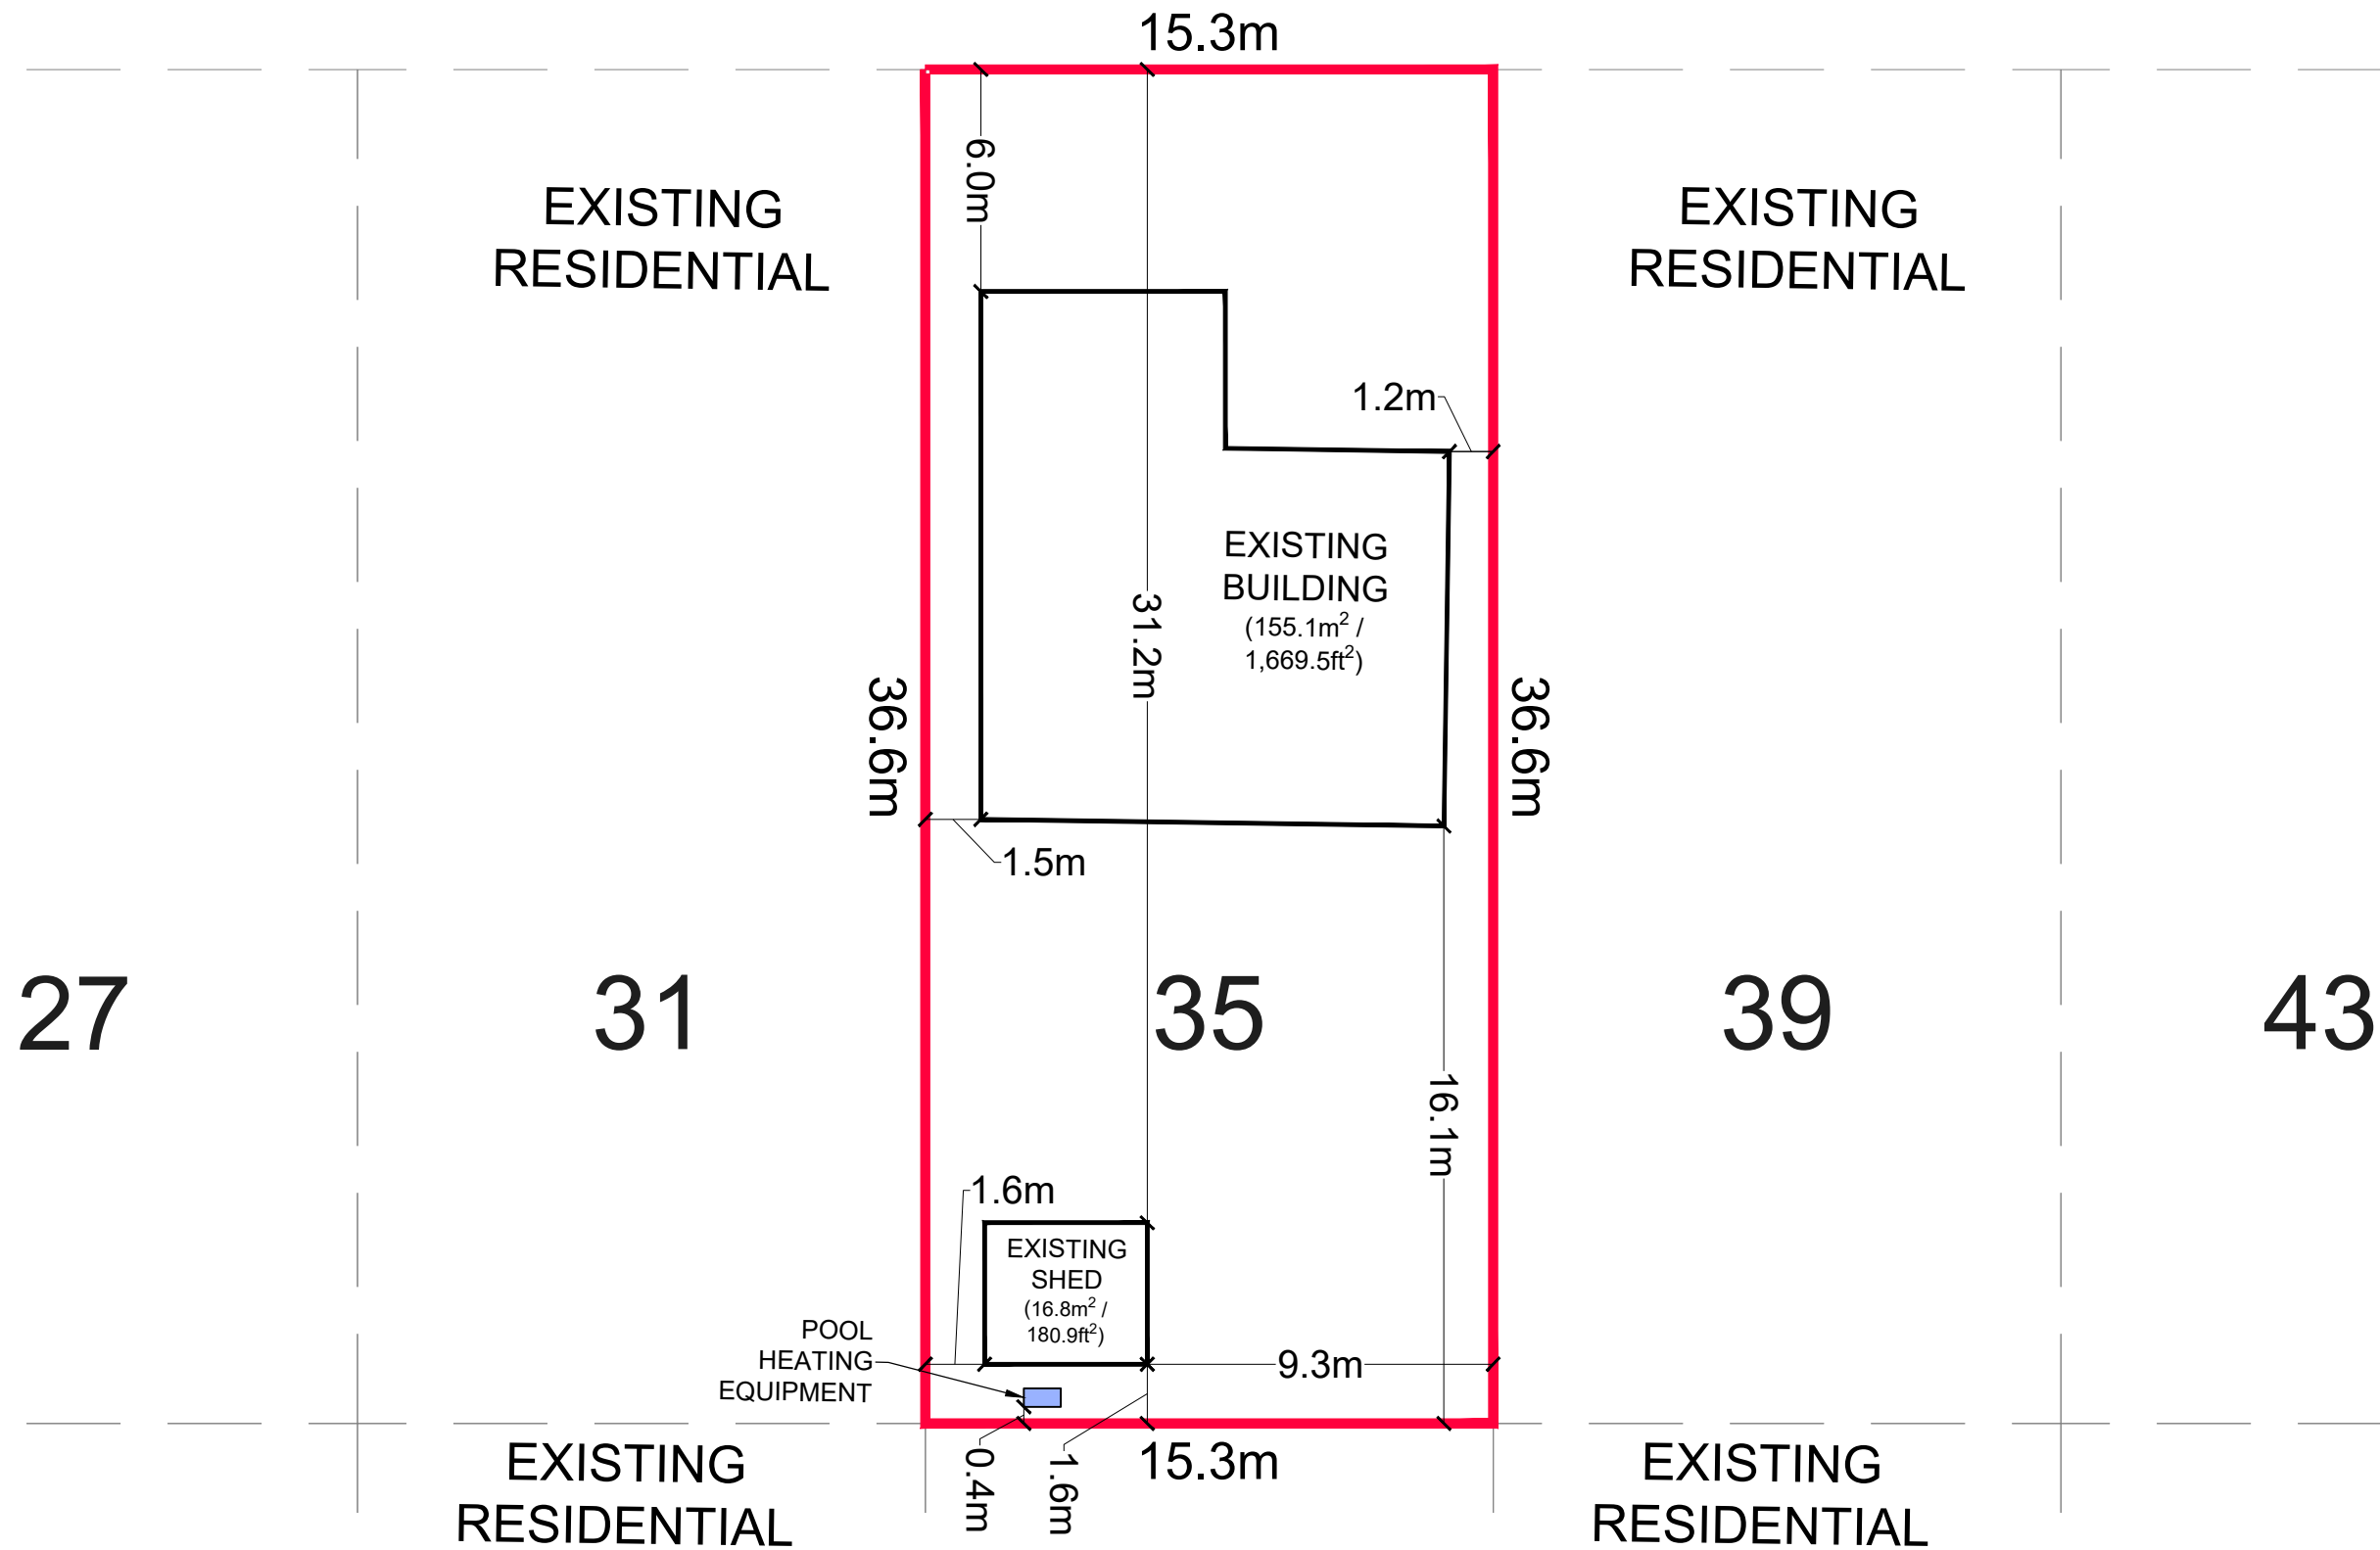 15.3m
6.0m
EXISTING
RESIDENTIAL
EXISTING
RESIDENTIAL
1.2m
EXISTING
BUILDING
(155.1m² /
1,669.5ft²)
31.2m
36.6m
36.6m
1.5m
27
31
35
39
43
16.1m
1.6m
EXISTING
SHED
(16.8m² /
180.9ft²)
POOL
HEATING
EQUIPMENT
9.3m
0.4m
1.6m
15.3m
EXISTING
RESIDENTIAL
EXISTING
RESIDENTIAL